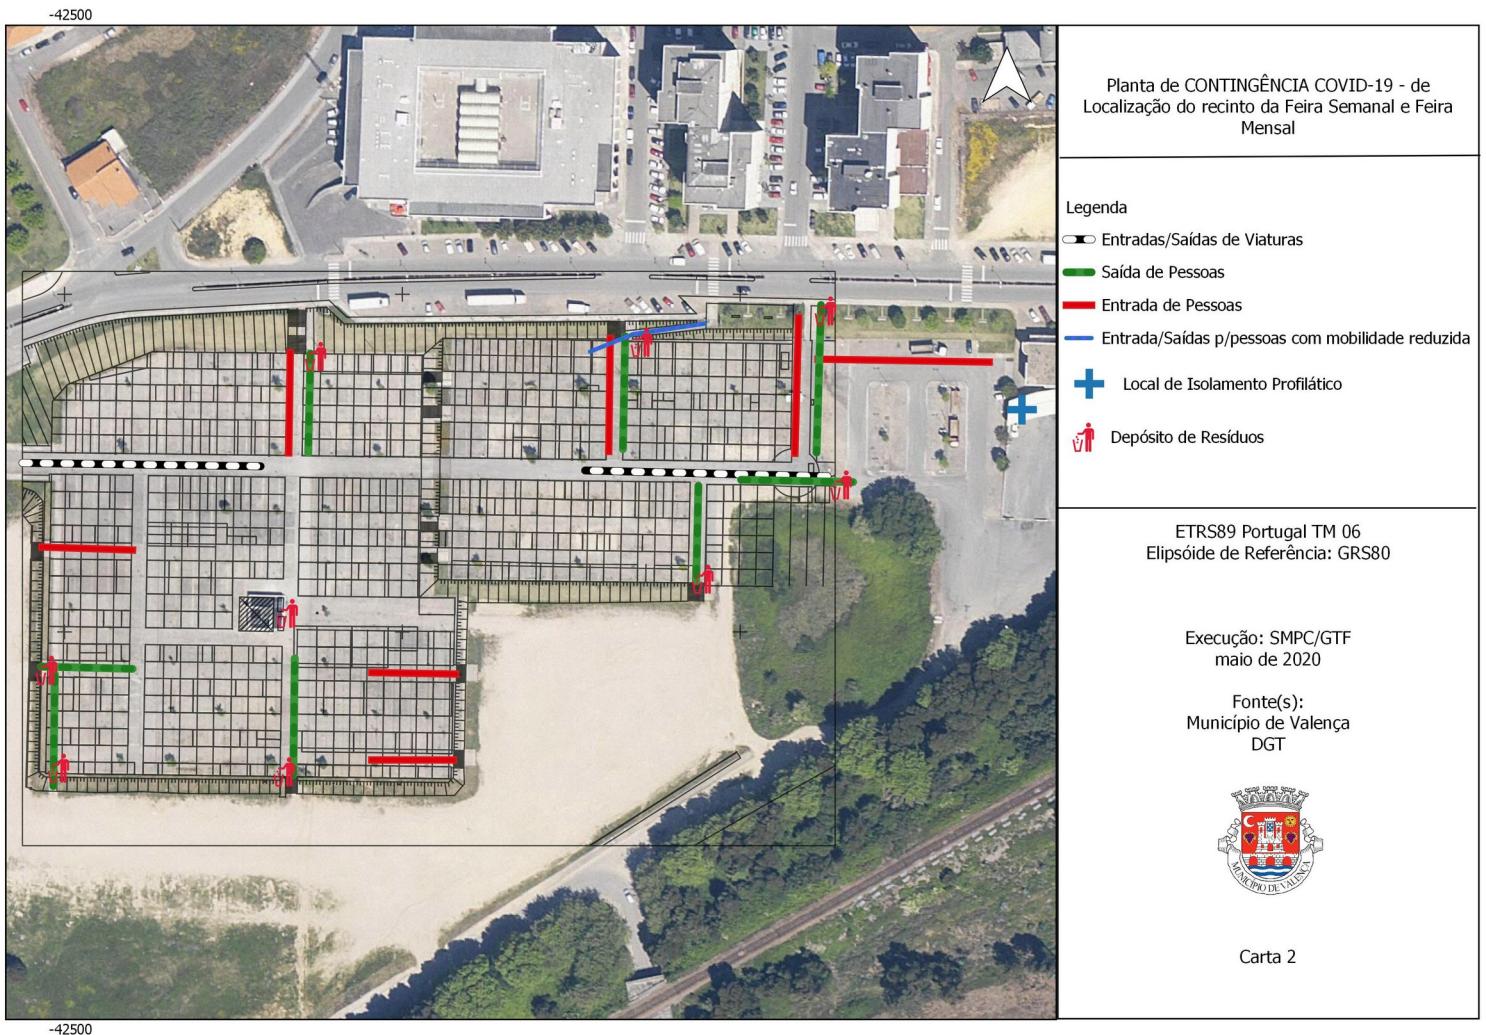 -42500
Planta de CONTINGÊNCIA COVID-19 - de
Localização do recinto da Feira Semanal e Feira
Mensal
Legenda
Entradas/Saídas de Viaturas
Saída de Pessoas
Entrada de Pessoas
Entrada/Saídas p/pessoas com mobilidade reduzida
Local de Isolamento Profilático
Depósito de Resíduos
ETRS89 Portugal TM 06
Elipsóide de Referência: GRS80
Execução: SMPC/GTF
maio de 2020
Fonte(s):
Município de Valença
DGT
MUNICÍPIO DE VALENÇA
Carta 2
-42500